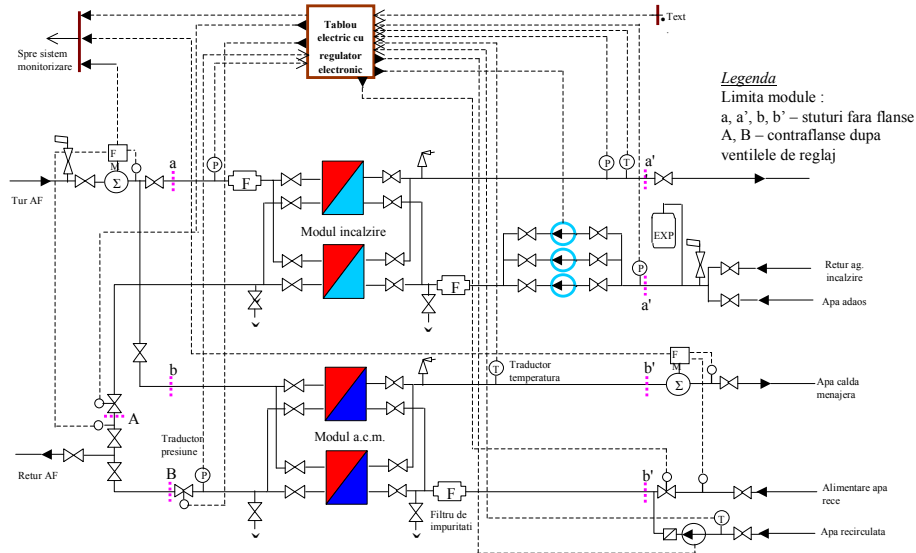 Tablou
electric cu
regulator
electronic
Text
.
Spre sistem
monitorizare
Legenda
Limita module :
a, a’, b, b’ – stuturi fara flanse
A, B – contraflanse dupa
ventilele de reglaj
F
M
Σ
a
P
F
P
T
a'
Tur AF
Modul incalzire
EXP
P
Retur ag.
incalzire
F
a'
Apa adaos
b
T
Traductor
temperatura
b'
F
M
Σ
Apa calda
menajera
A
Traductor
presiune
Modul a.c.m.
Retur AF
B
P
F
b'
Alimentare apa
rece
Filtru de
impuritati
T
Apa recirculata